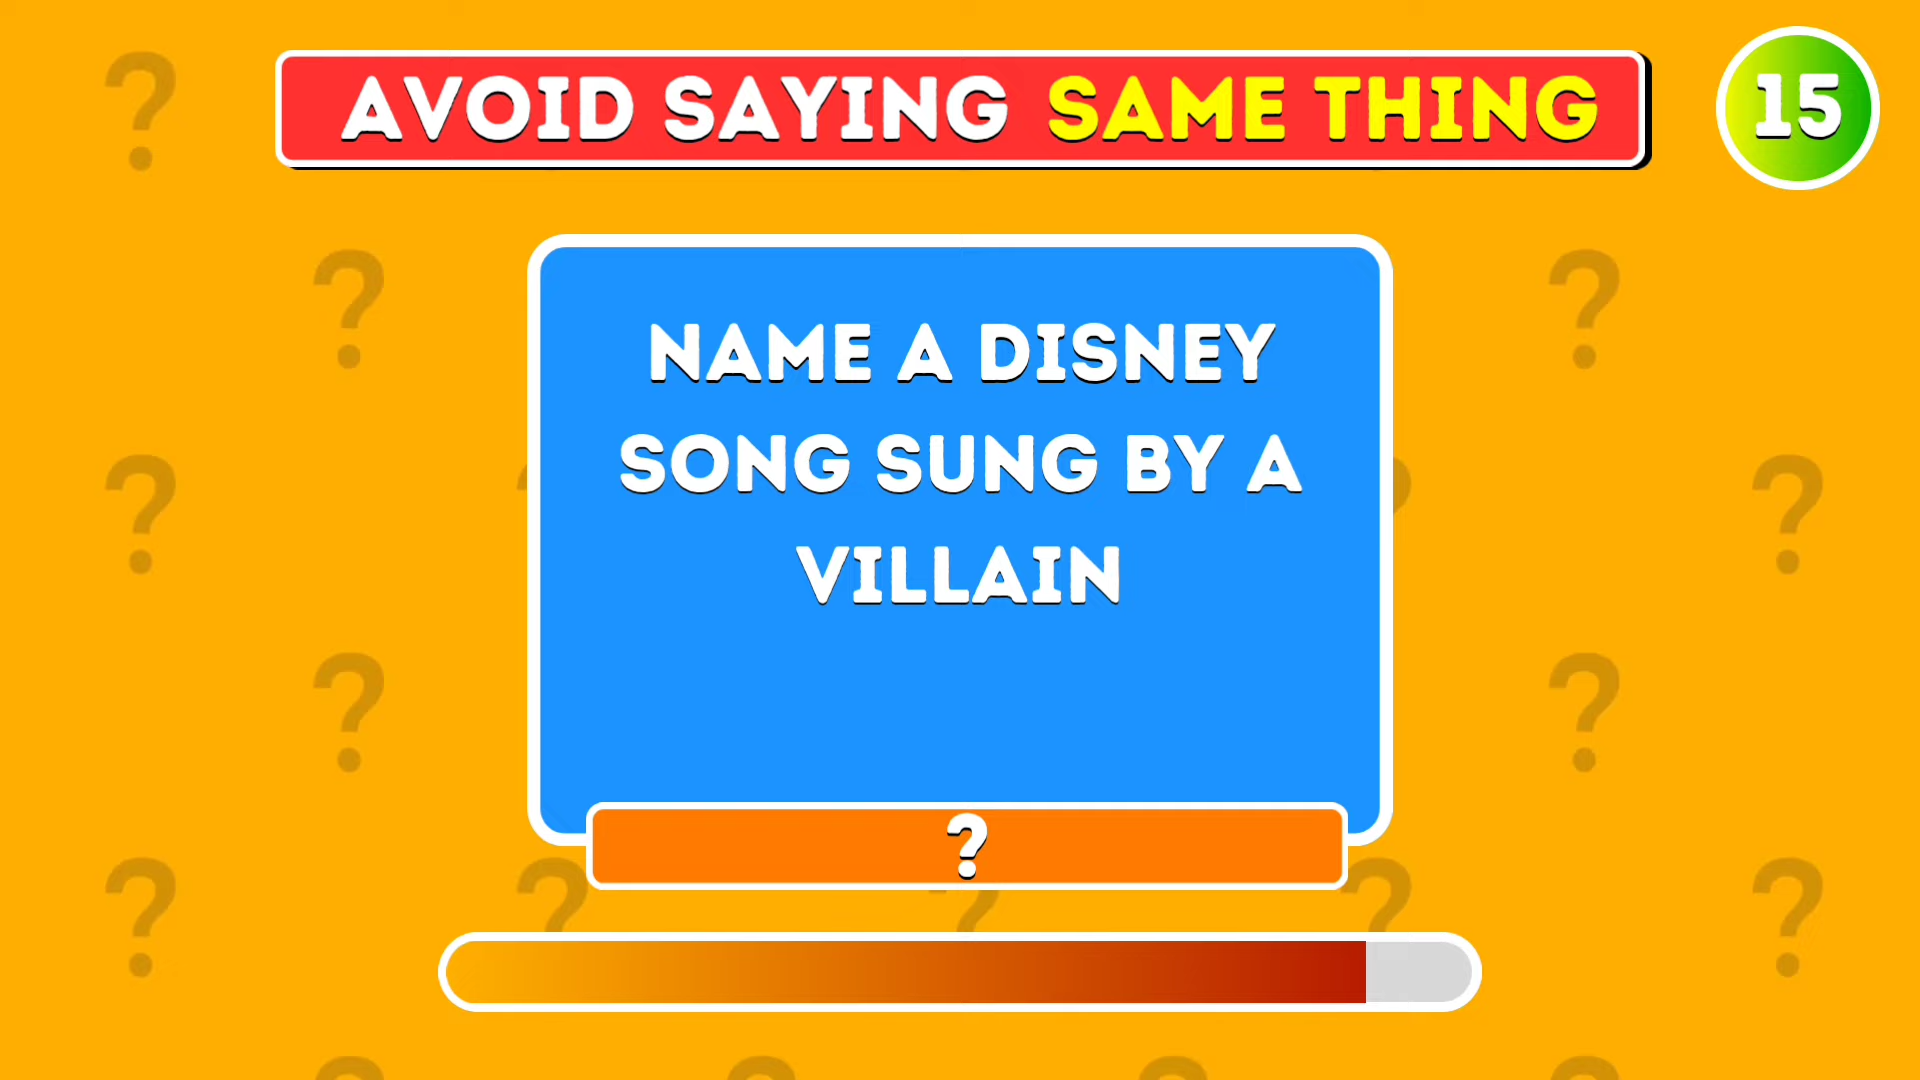 AVOID SAYING SAME THING
15
NAME A DISNEY
SONG SUNG BY A
VILLAIN
?